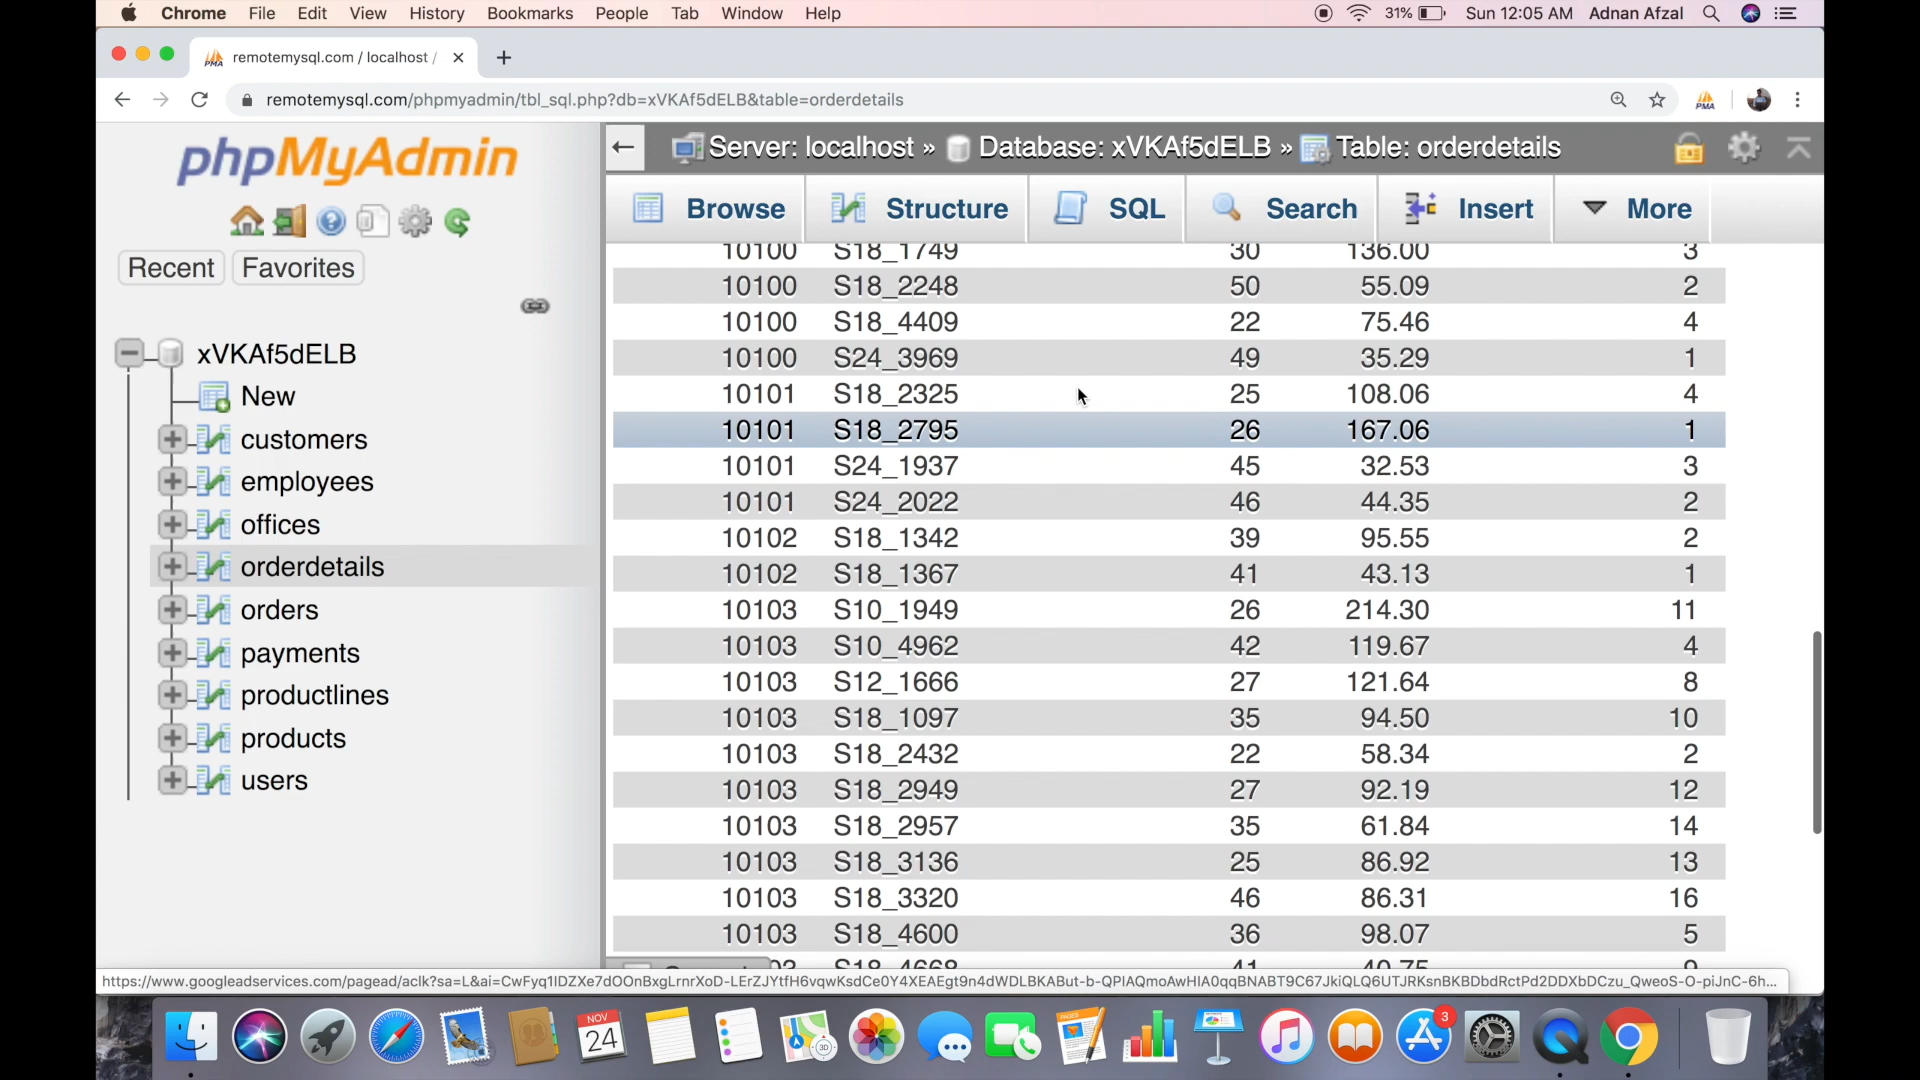 Chrome File Edit View History Bookmarks People Tab Window Help 31% Sun 12:05 AM Adnan Afzal
PMA remotemysql.com / localhost /
remotemysql.com/phpmyadmin/tbl_sql.php?db=xVKAf5dELB&table=orderdetails PMA
phpMyAdmin
Recent Favorites
xVKAf5dELB
New
customers
employees
offices
orderdetails
orders
payments
productlines
products
users
Server: localhost » Database: xVKAf5dELB » Table: orderdetails
Browse Structure SQL Search Insert More
10100 S18_1749 30 136.00 3
10100 S18_2248 50 55.09 2
10100 S18_4409 22 75.46 4
10100 S24_3969 49 35.29 1
10101 S18_2325 25 108.06 4
10101 S18_2795 26 167.06 1
10101 S24_1937 45 32.53 3
10101 S24_2022 46 44.35 2
10102 S18_1342 39 95.55 2
10102 S18_1367 41 43.13 1
10103 S10_1949 26 214.30 11
10103 S10_4962 42 119.67 4
10103 S12_1666 27 121.64 8
10103 S18_1097 35 94.50 10
10103 S18_2432 22 58.34 2
10103 S18_2949 27 92.19 12
10103 S18_2957 35 61.84 14
10103 S18_3136 25 86.92 13
10103 S18_3320 46 86.31 16
10103 S18_4600 36 98.07 5
S18_4668 41 40.75 9
NOV
24
3D
3